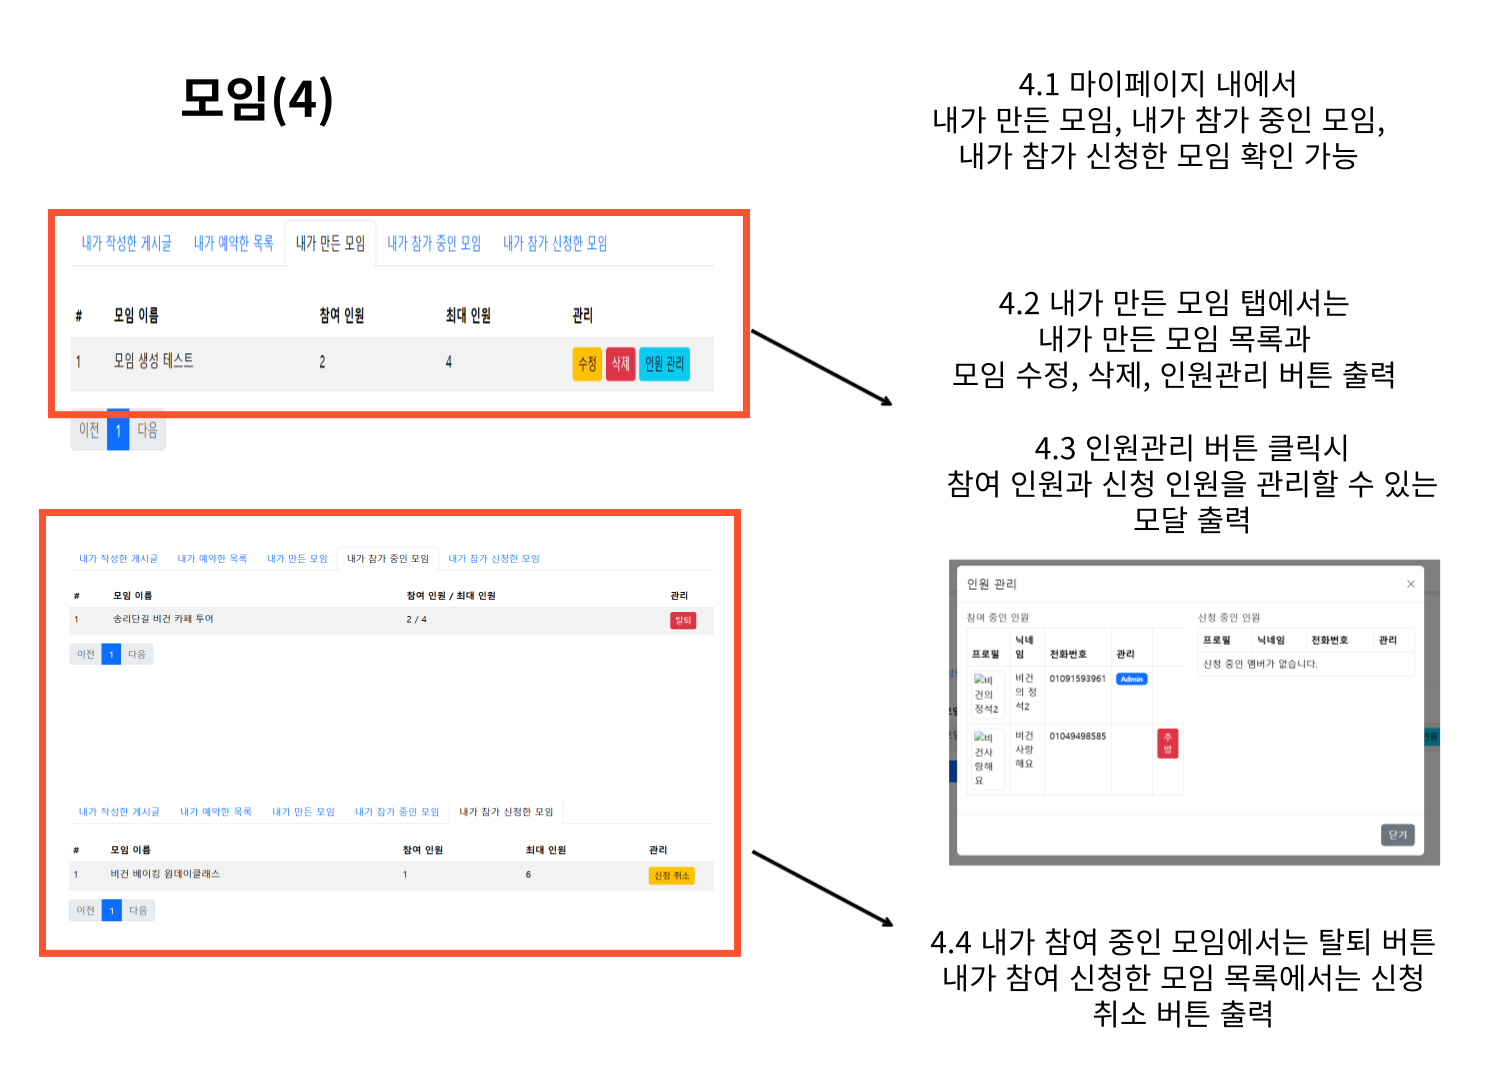 모임(4)
4.1 마이페이지 내에서
내가 만든 모임, 내가 참가 중인 모임,
내가 참가 신청한 모임 확인 가능
내가 작성한 게시글 내가 예약한 목록 내가 만든 모임 내가 참가 중인 모임 내가 참가 신청한 모임
# 모임 이름 참여 인원 최대 인원 관리
1 모임 생성 테스트 2 4 수정 삭제 인원 관리
이전 1 다음
4.2 내가 만든 모임 탭에서는
내가 만든 모임 목록과
모임 수정, 삭제, 인원관리 버튼 출력
4.3 인원관리 버튼 클릭시
참여 인원과 신청 인원을 관리할 수 있는
모달 출력
내가 작성한 게시글 내가 예약한 목록 내가 만든 모임 내가 참가 중인 모임 내가 참가 신청한 모임
# 모임 이름 참여 인원 / 최대 인원 관리
1 송리단길 비건 카페 투어 2 / 4 탈퇴
이전 1 다음
내가 작성한 게시글 내가 예약한 목록 내가 만든 모임 내가 참가 중인 모임 내가 참가 신청한 모임
# 모임 이름 참여 인원 최대 인원 관리
1 비건 베이킹 원데이클래스 1 6 신청 취소
이전 1 다음
인원 관리 ×
참여 중인 인원
프로필 닉네
임 전화번호 관리
비
건의
정석2
비건
의 정
석2
01091593961 Admin
비
건사
랑해
요
비건
사랑
해요
01049498585 추
방
신청 중인 인원
프로필 닉네임 전화번호 관리
신청 중인 멤버가 없습니다.
닫기
4.4 내가 참여 중인 모임에서는 탈퇴 버튼
내가 참여 신청한 모임 목록에서는 신청
취소 버튼 출력